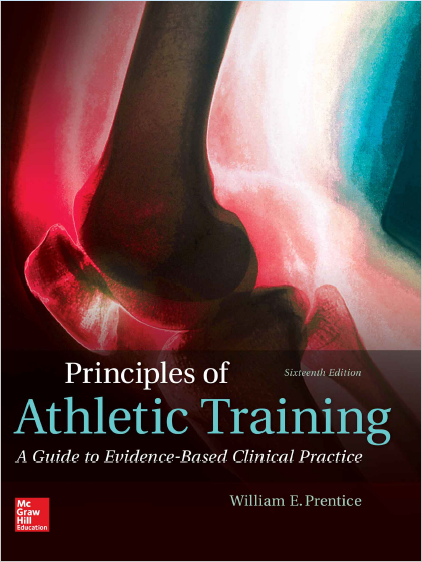 Principles of
Sixteenth Edition
Athletic Training
A Guide to Evidence-Based Clinical Practice
William E. Prentice
Mc
Graw
Hill
Education